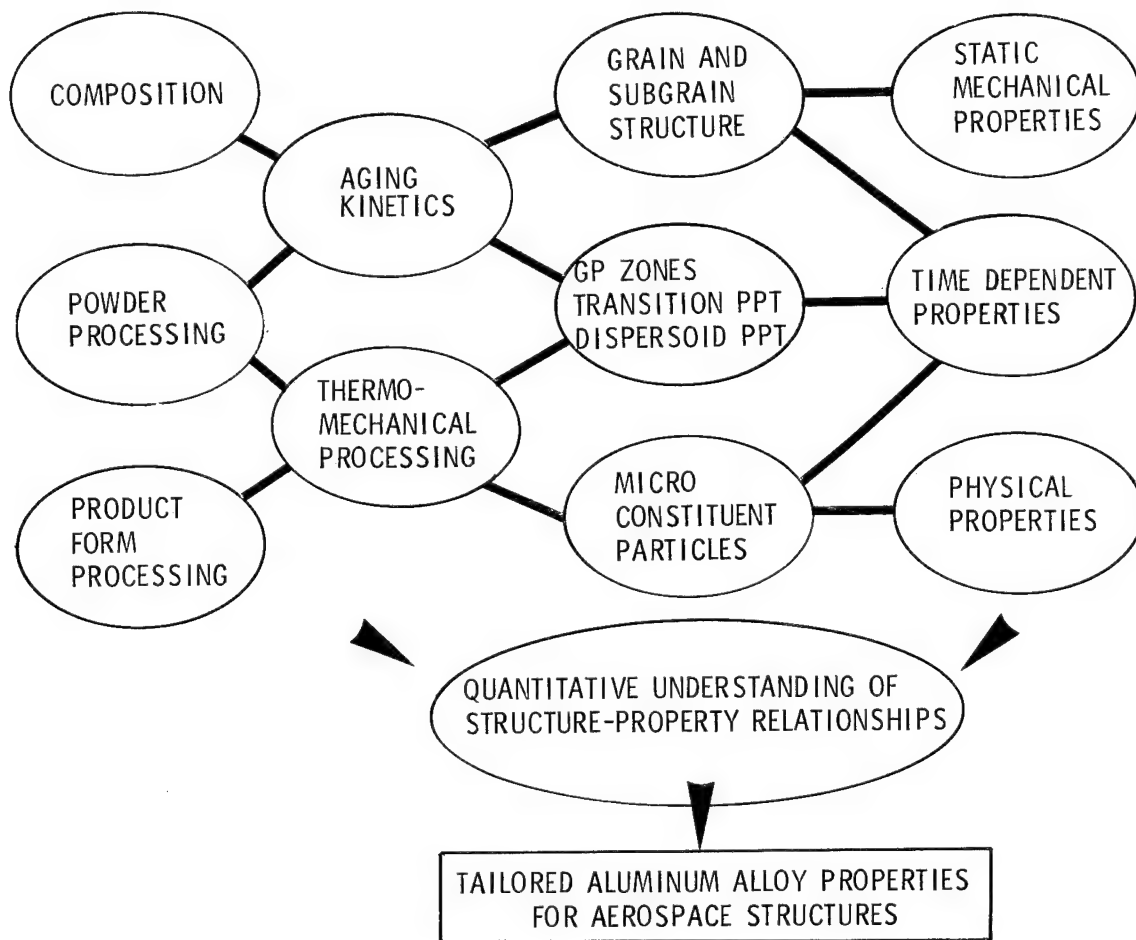 COMPOSITION
POWDER
PROCESSING
PRODUCT
FORM
PROCESSING
AGING
KINETICS
THERMO-
MECHANICAL
PROCESSING
GRAIN AND
SUBGRAIN
STRUCTURE
GP ZONES
TRANSITION PPT
DISPERSOID PPT
MICRO
CONSTITUENT
PARTICLES
STATIC
MECHANICAL
PROPERTIES
TIME DEPENDENT
PROPERTIES
PHYSICAL
PROPERTIES
QUANTITATIVE UNDERSTANDING OF
STRUCTURE-PROPERTY RELATIONSHIPS
TAILORED ALUMINUM ALLOY PROPERTIES
FOR AEROSPACE STRUCTURES